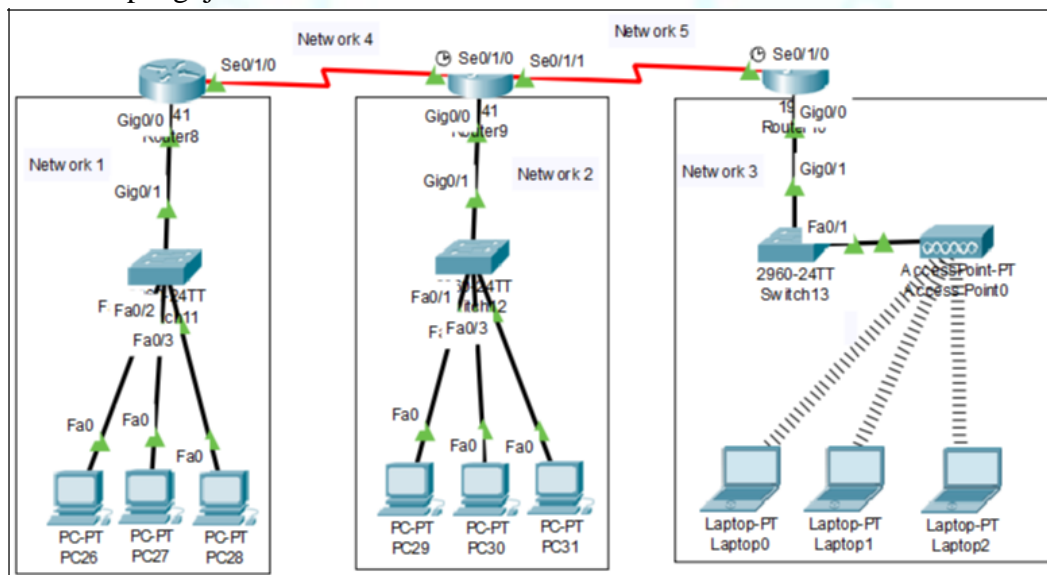 Network 4
Network 5
Se0/1/0
Se0/1/0
Se0/1/1
Se0/1/0
Gig0/0
41
Router8
Gig0/0
41
Router9
Gig0/0
Network 1
Network 2
Network 3
Gig0/1
Gig0/1
Gig0/1
Fa0/1
-24TT
Fa0/2
Fa0/3
-24TT
Fa0/1
Fa0/3
2960-24TT
Switch13
AccessPoint-PT
Access Point0
Fa0
Fa0
Fa0
Fa0
Fa0
Fa0
PC-PT
PC26
PC-PT
PC27
PC-PT
PC28
PC-PT
PC29
PC-PT
PC30
PC-PT
PC31
Laptop-PT
Laptop0
Laptop-PT
Laptop1
Laptop-PT
Laptop2